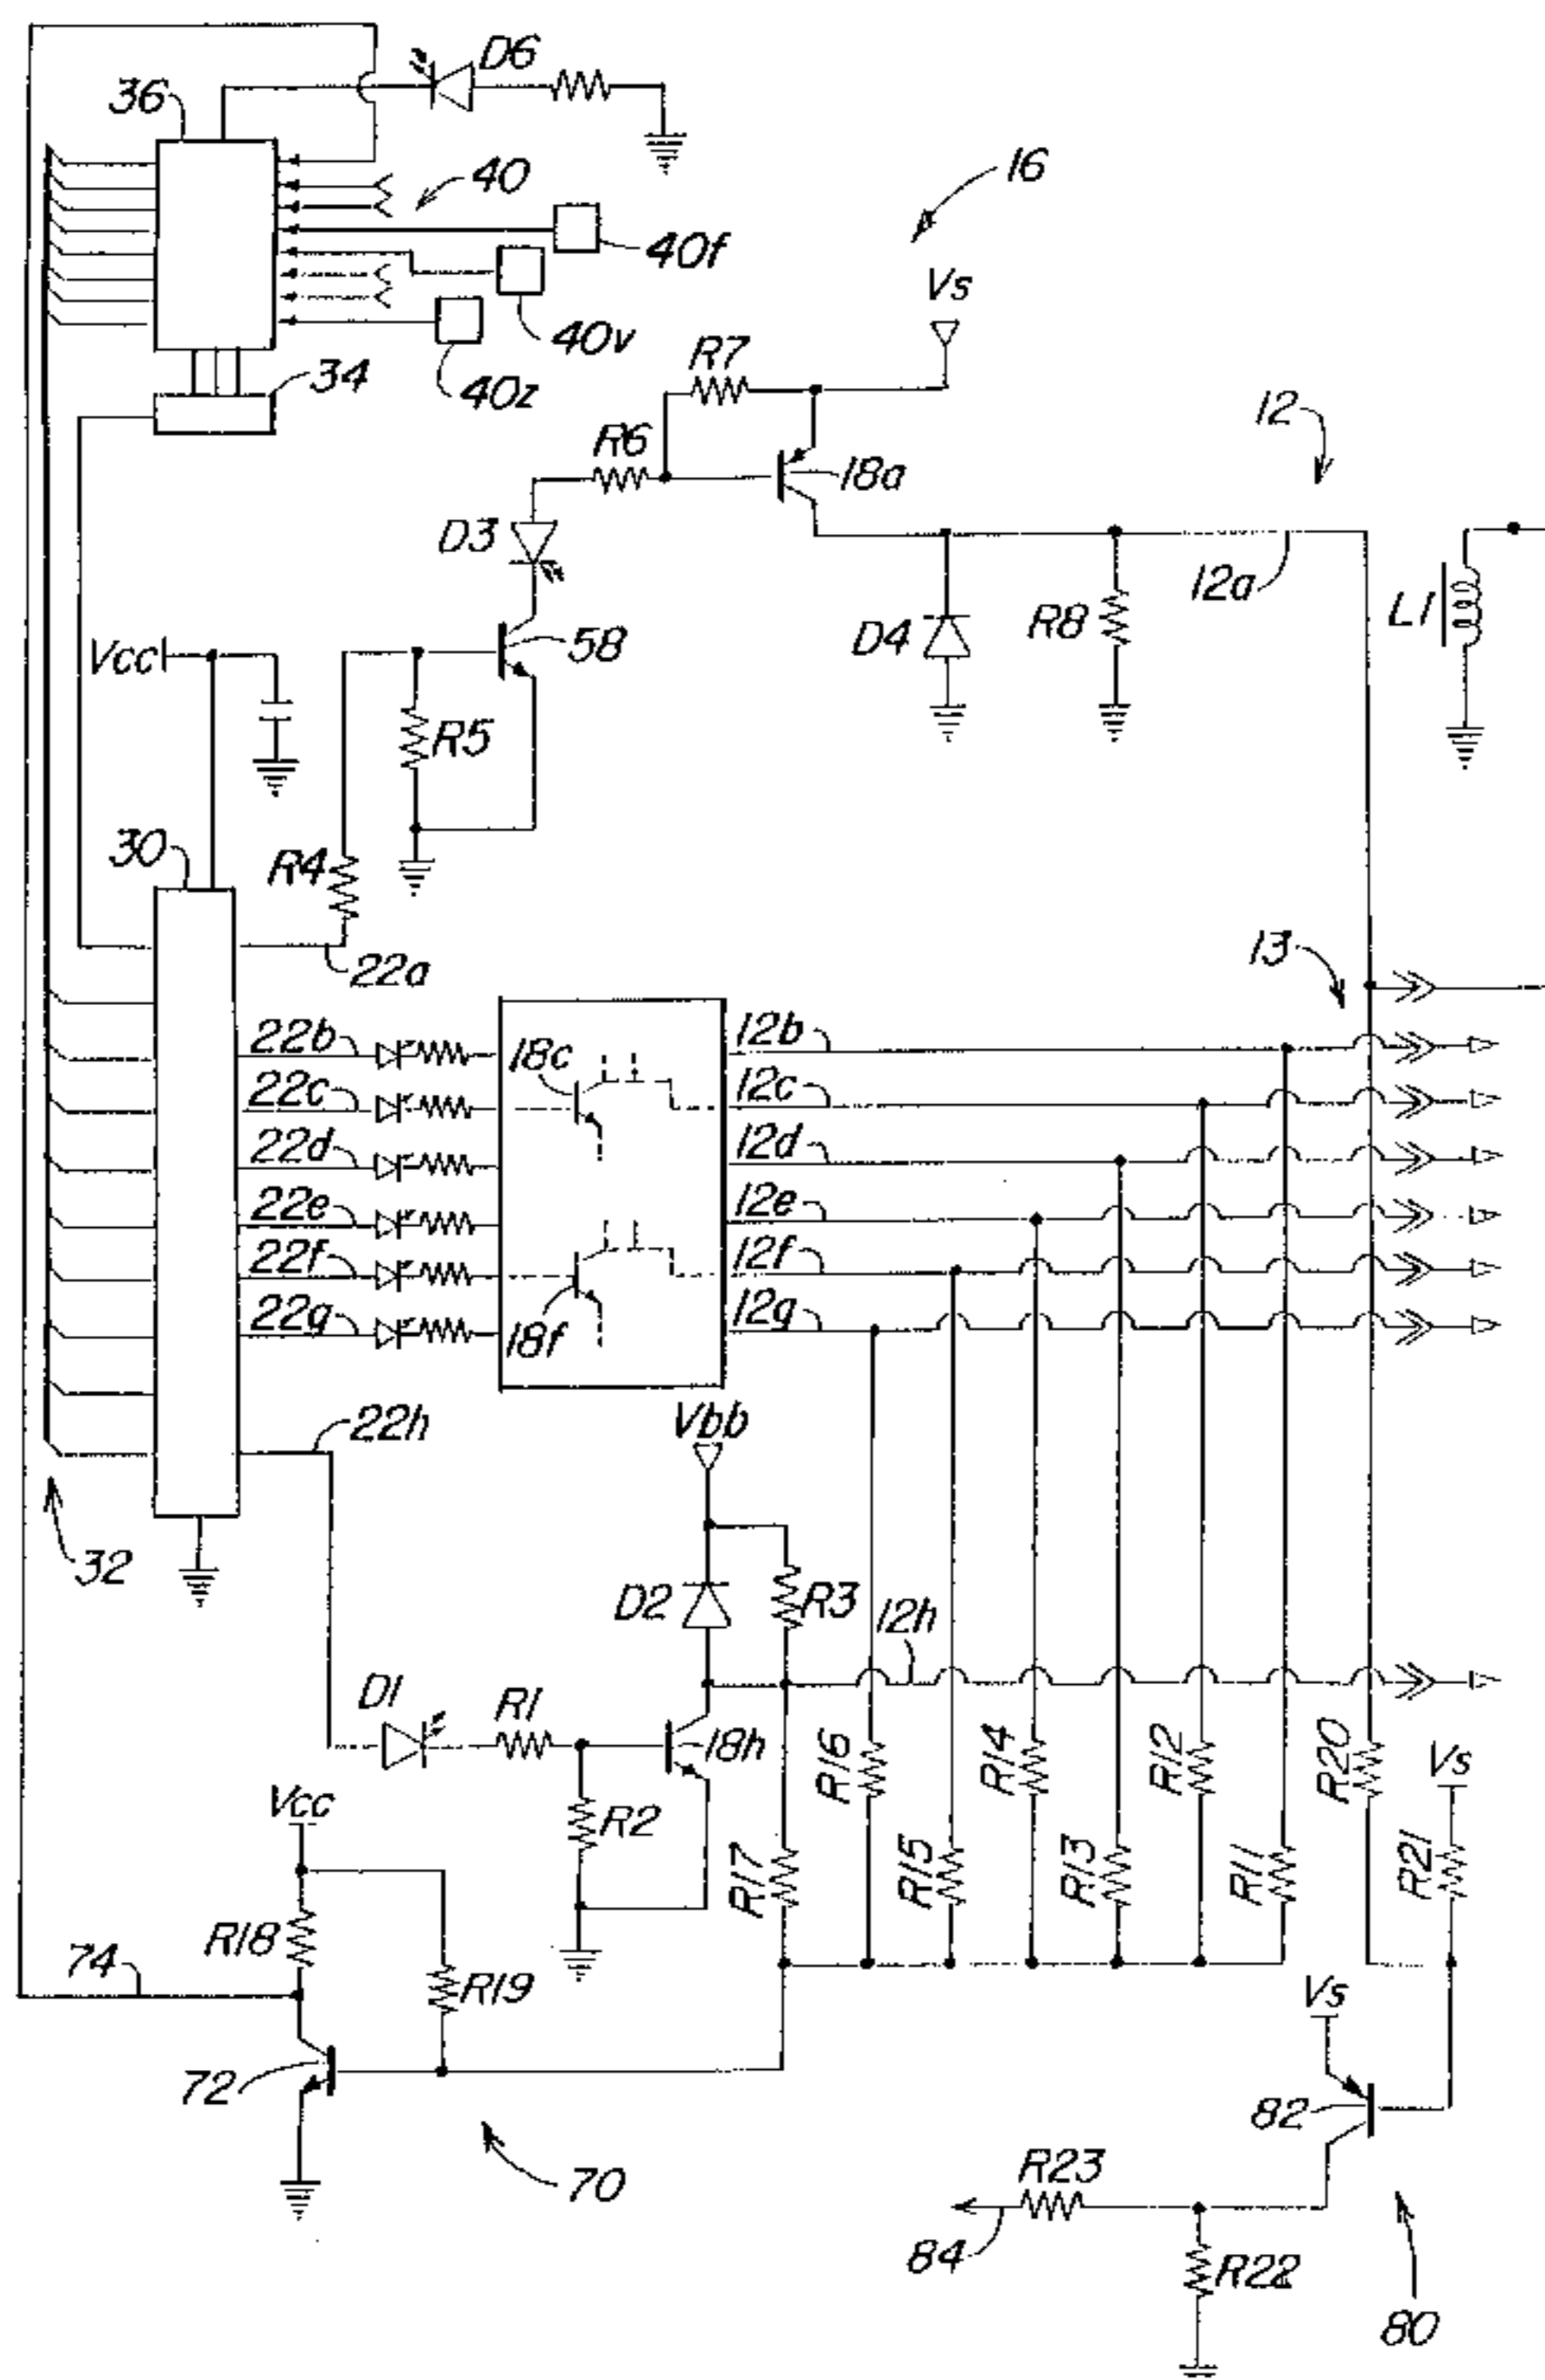 D6
36
40
16
40f
Vs
40v
R7
34
40z
12
R6
18a
D3
12a
L1
R8
D4
58
Vcc
R5
30
R4
13
22a
22b
12b
18c
22c
12c
22d
12d
22e
12e
22f
12f
22g
12g
18f
22h
Vbb
32
D2
R3
12h
D1
R1
18h
R16
R14
R12
R20
Vs
Vcc
R2
R17
R15
R13
R11
R21
R18
74
R19
Vs
72
82
70
R23
84
R22
80